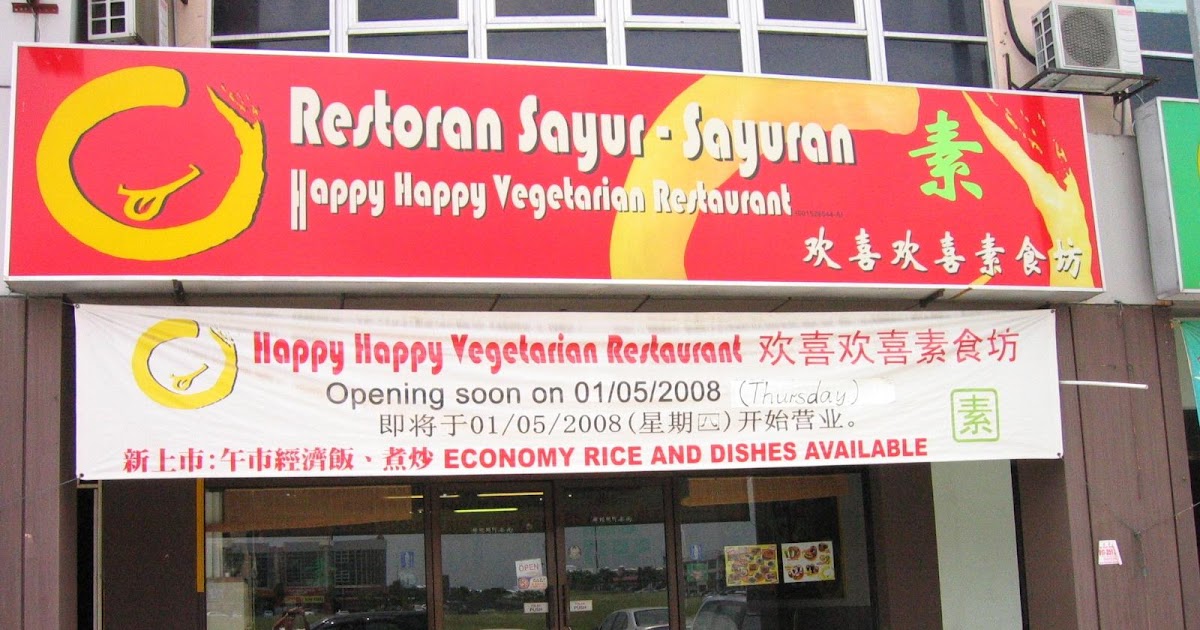 Restoran Sayur - Sayuran
素
Happy Happy Vegetarian Restaurant
欢喜欢喜素食坊
Happy Happy Vegetarian Restaurant 欢喜欢喜素食坊
Opening soon on 01/05/2008 (Thursday)
即将于01/05/2008(星期四)开始营业。
素
新上市:午市經濟飯、煮炒 ECONOMY RICE AND DISHES AVAILABLE
OPEN
PUSH
PUSH